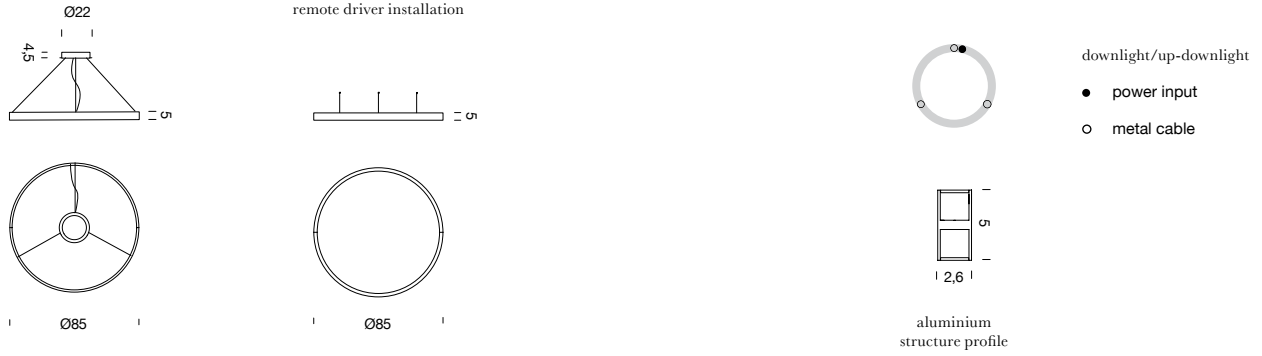 Ø22
4,5
5
Ø85
remote driver installation
5
Ø85
downlight/up-downlight
power input
metal cable
5
2,6
aluminium
structure profile